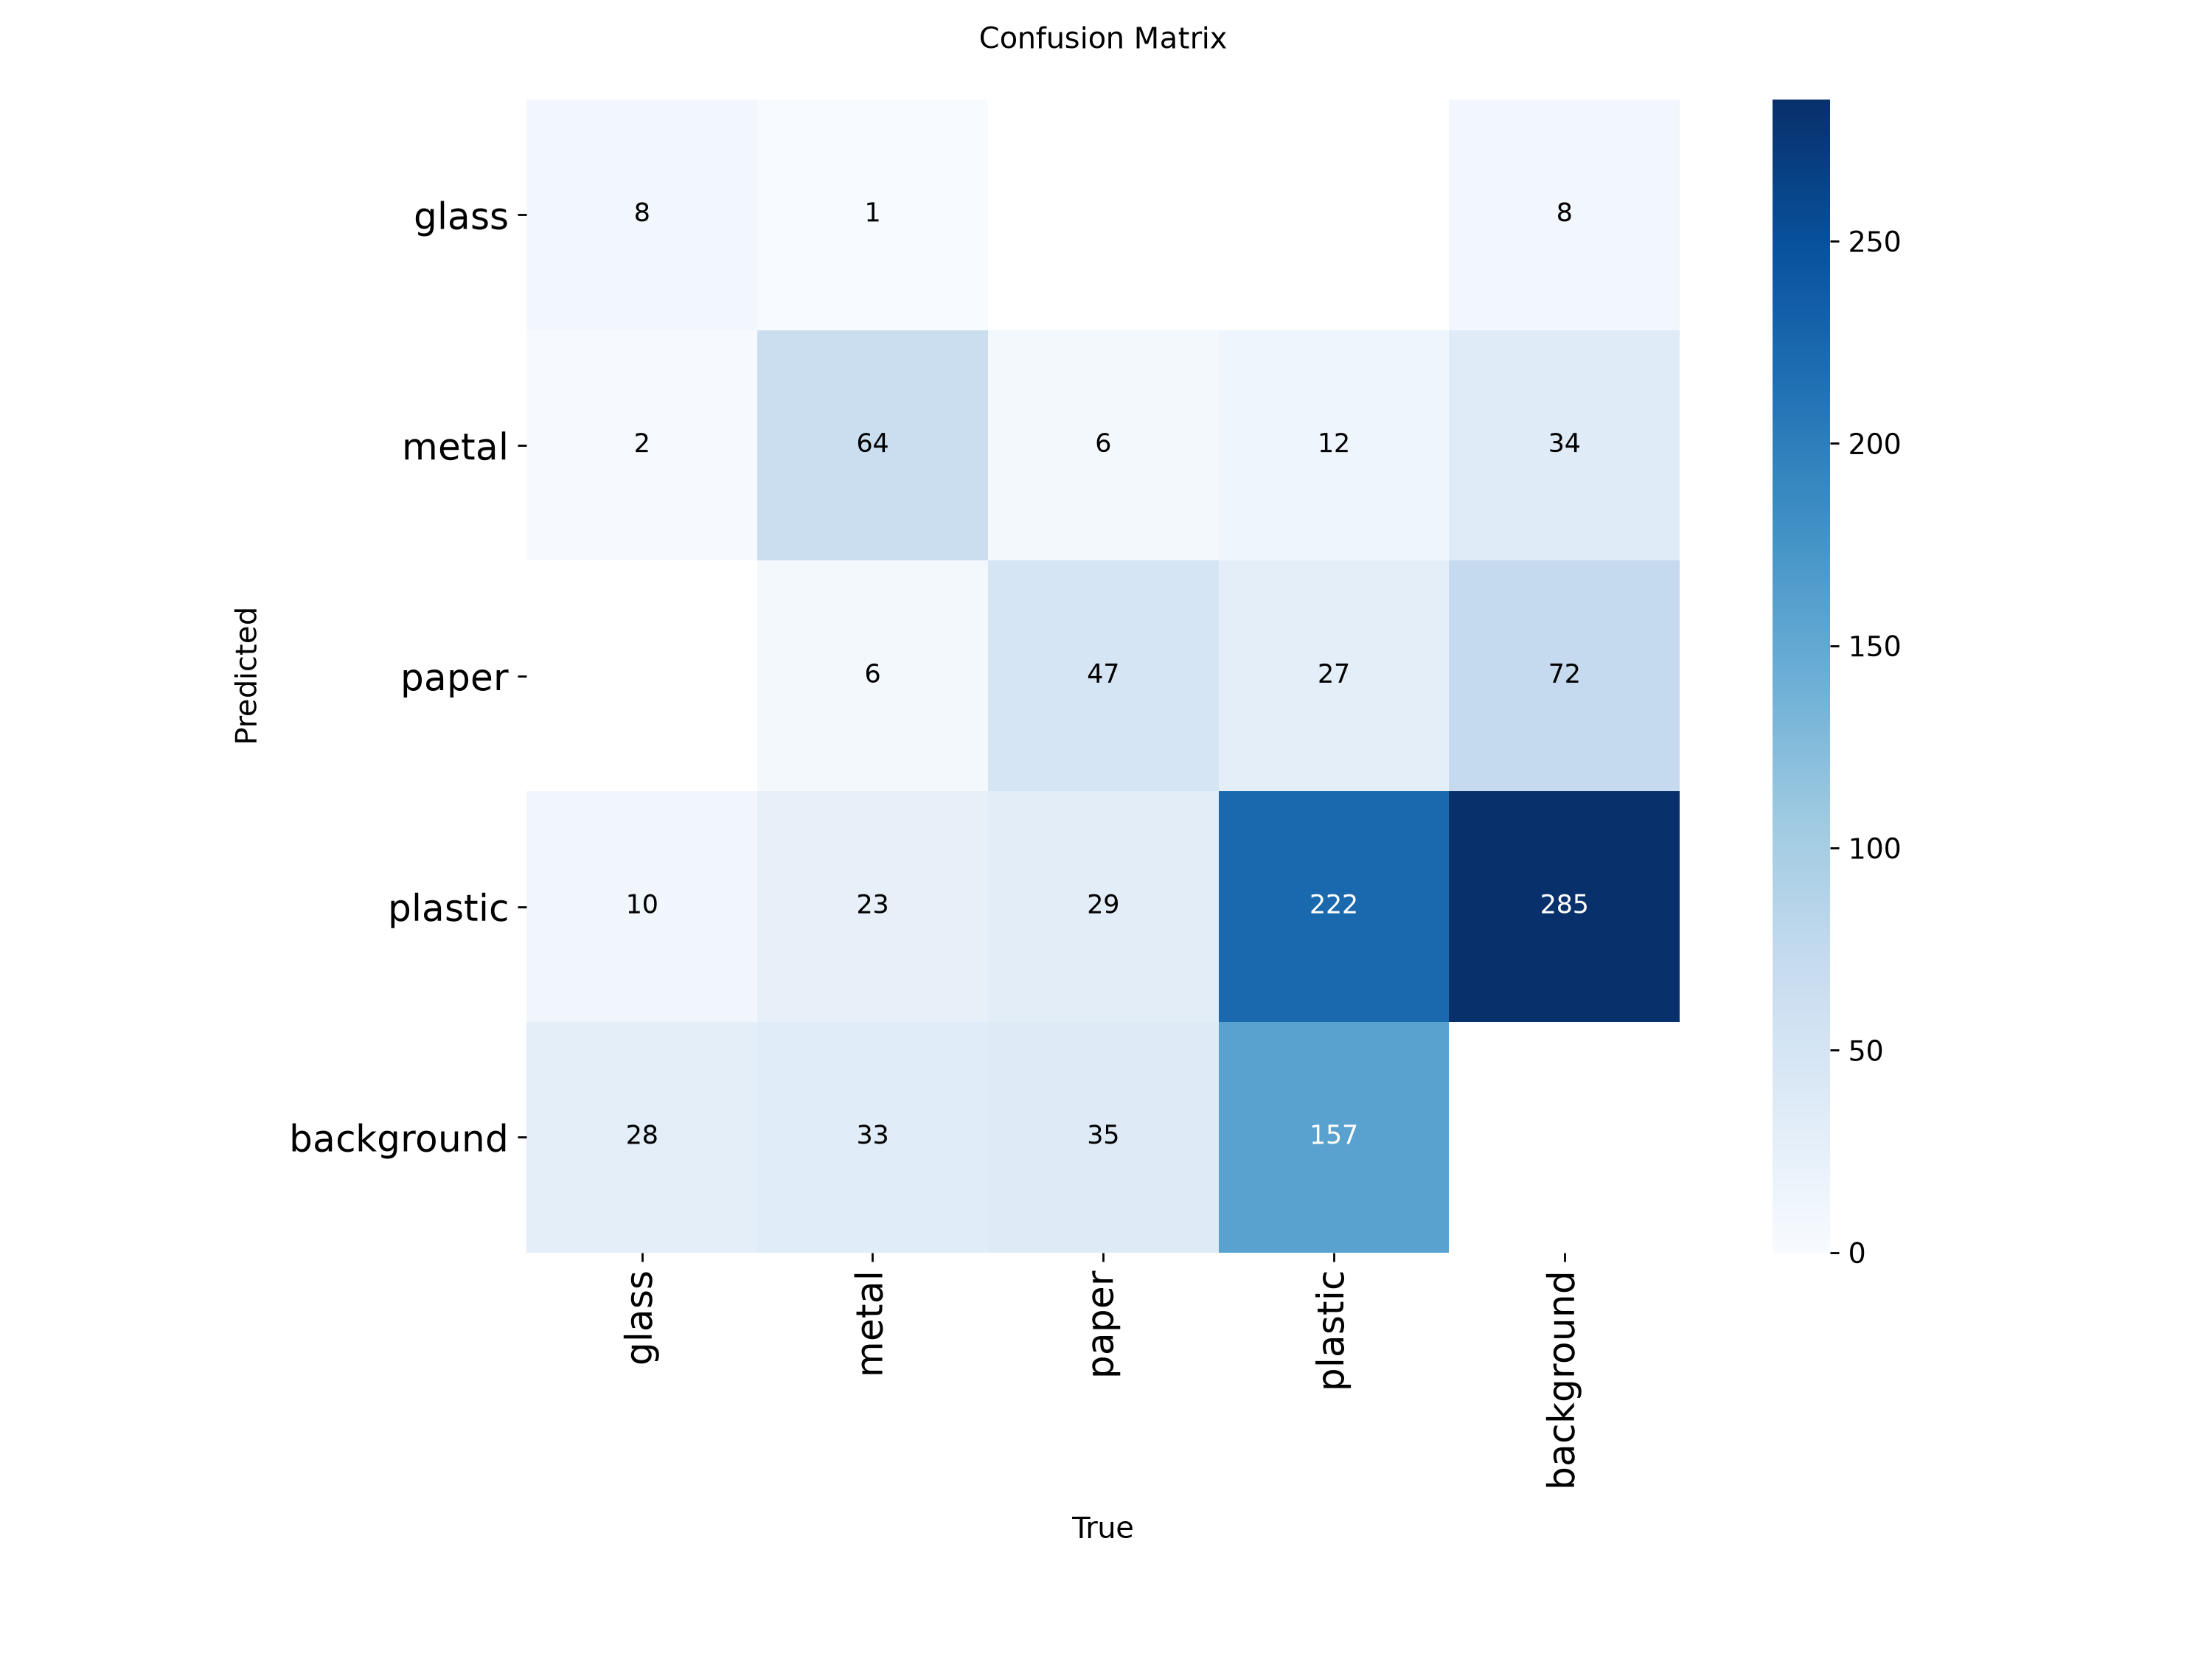 Confusion Matrix
glass 8 1 8
metal 2 64 6 12 34
paper 6 47 27 72
plastic 10 23 29 222 285
background 28 33 35 157
Predicted
glass metal paper plastic background
True
250
200
150
100
50
0